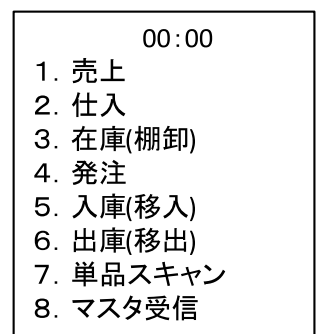 00:00
１．売上
２．仕入
３．在庫(棚卸)
４．発注
５．入庫(移入)
６．出庫(移出)
７．単品スキャン
８．マスタ受信